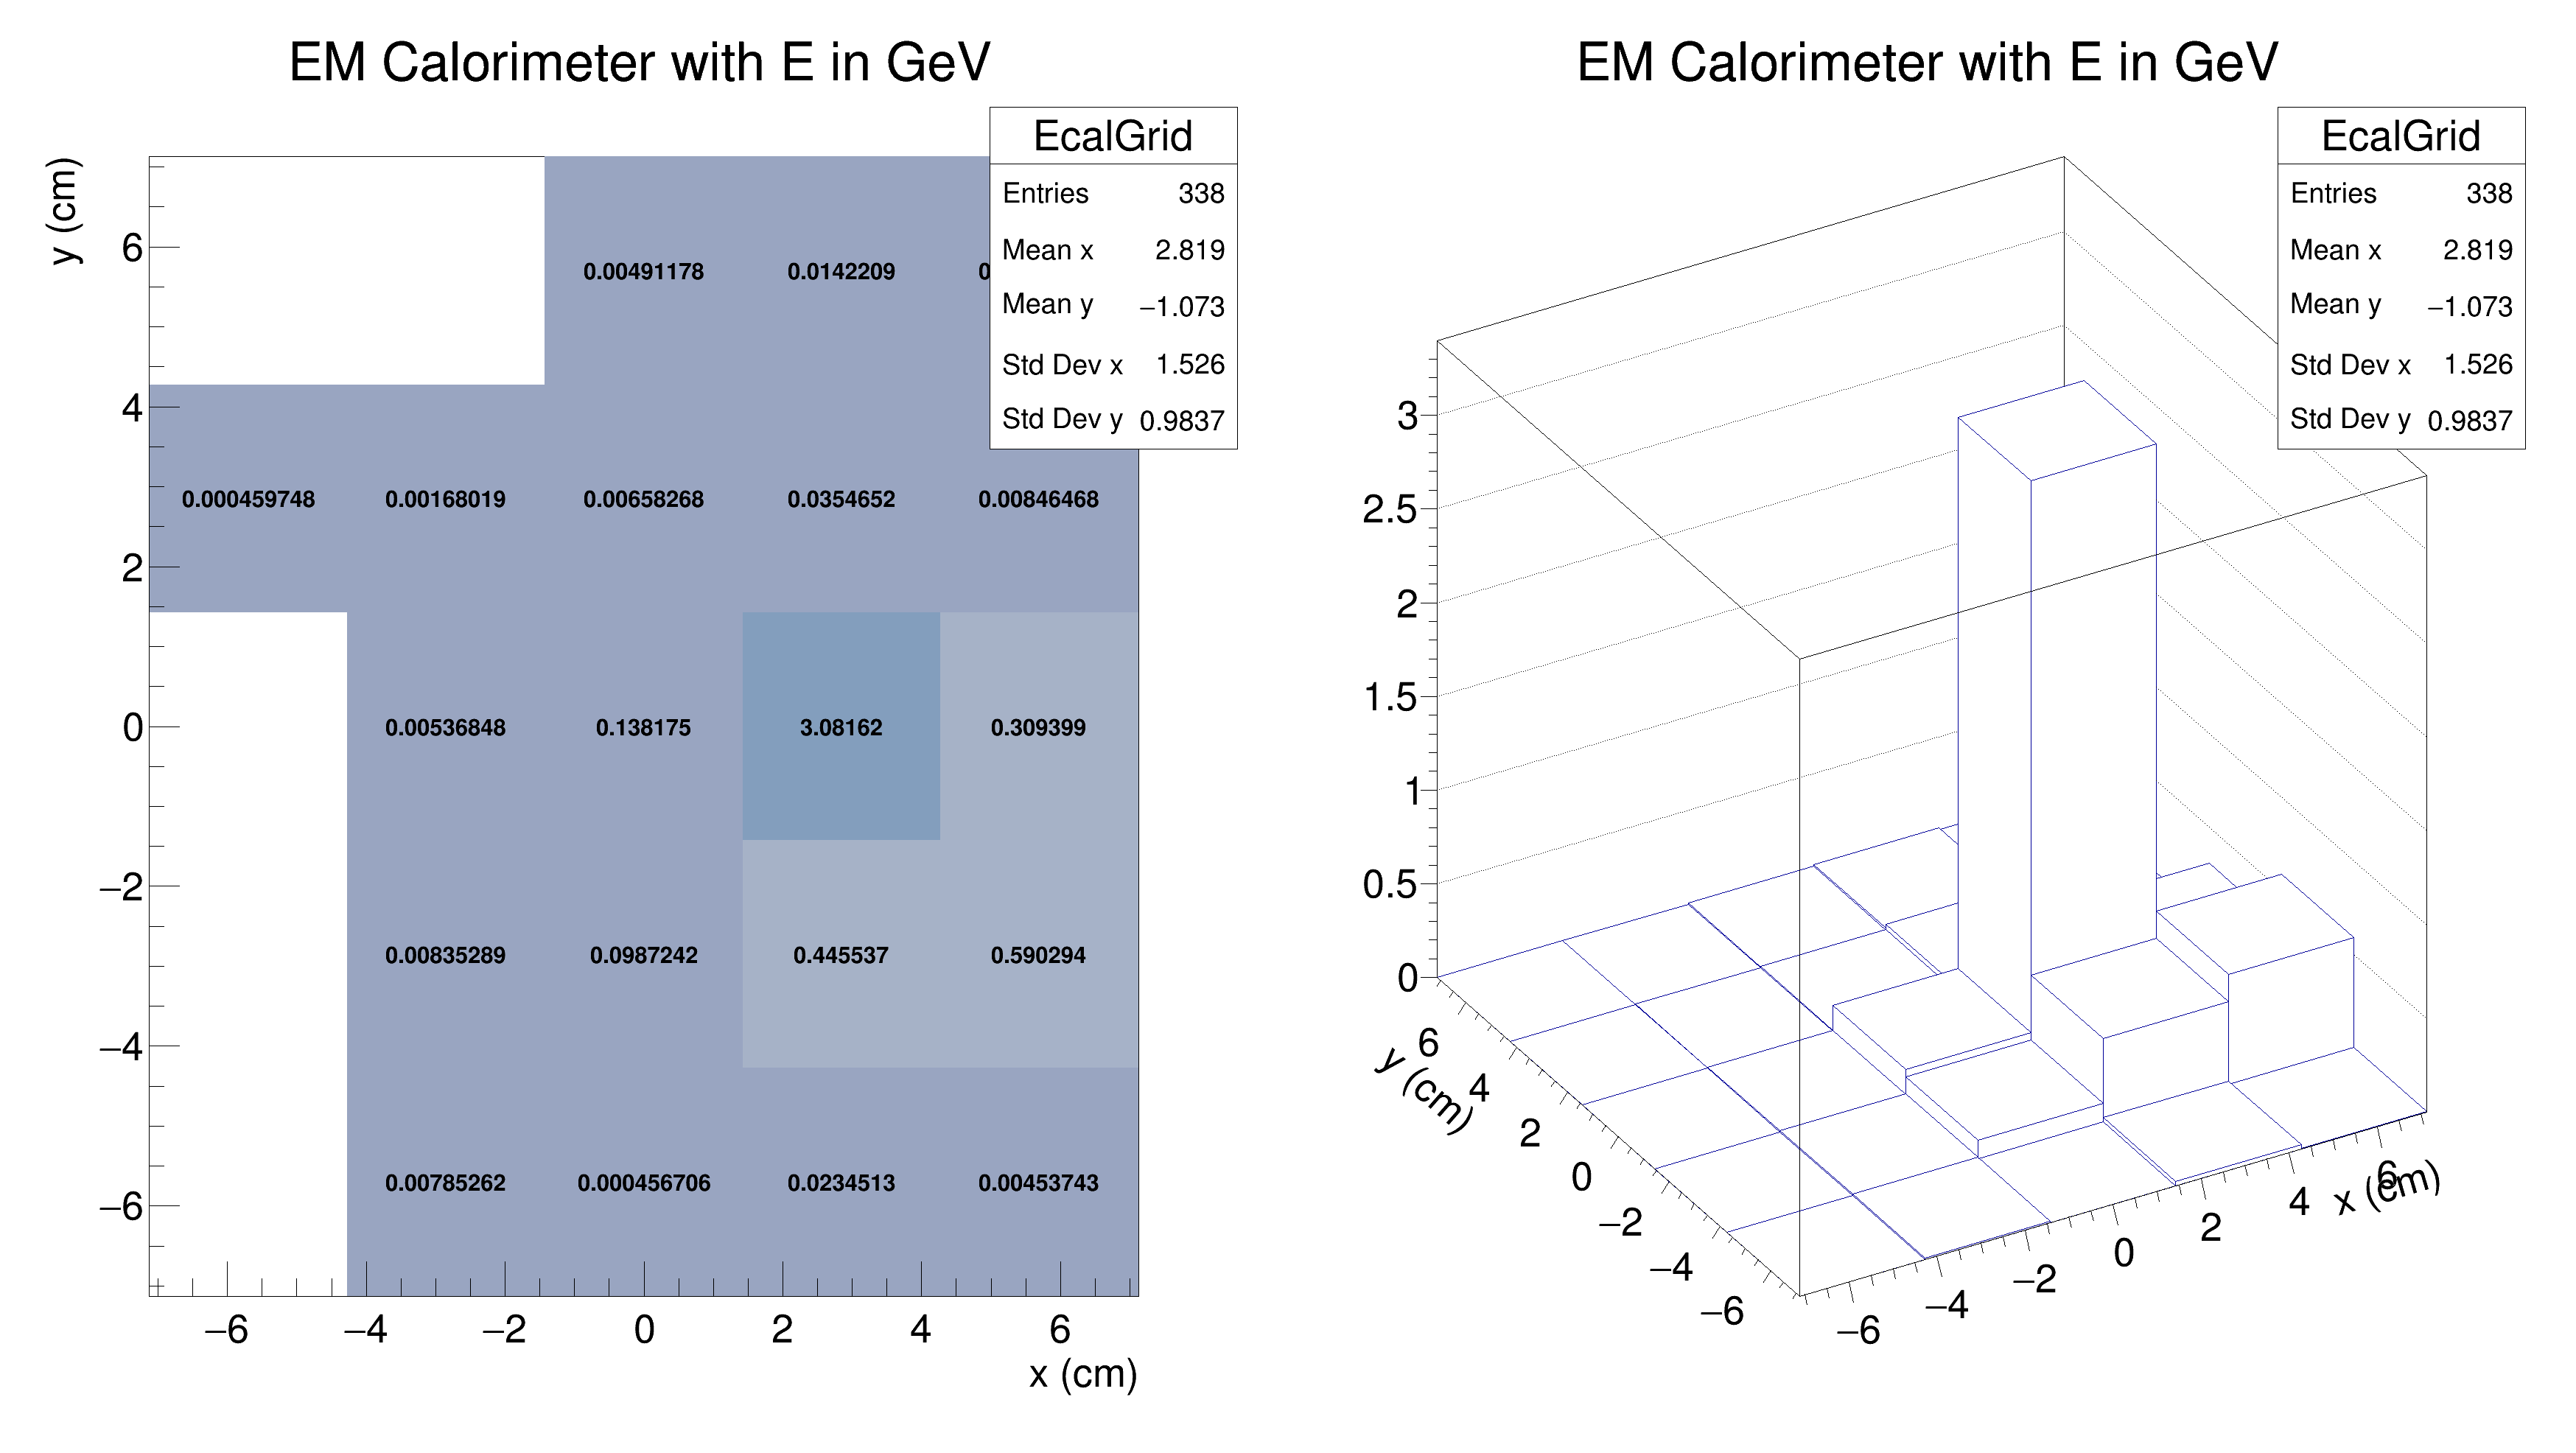 EM Calorimeter with E in GeV
EcalGrid
Entries 338
Mean x 2.819
Mean y −1.073
Std Dev x 1.526
Std Dev y 0.9837
y (cm)
6
4
2
0
−2
−4
−6
0.00491178 0.0142209
0.000459748 0.00168019 0.00658268 0.0354652 0.00846468
0.00536848 0.138175 3.08162 0.309399
0.00835289 0.0987242 0.445537 0.590294
0.00785262 0.000456706 0.0234513 0.00453743
−6 −4 −2 0 2 4 6
x (cm)
EM Calorimeter with E in GeV
EcalGrid
Entries 338
Mean x 2.819
Mean y −1.073
Std Dev x 1.526
Std Dev y 0.9837
3
2.5
2
1.5
1
0.5
0
y (cm)
6
4
2
0
−2
−4
−6
−6 −4 −2 0 2 4 6
x (cm)